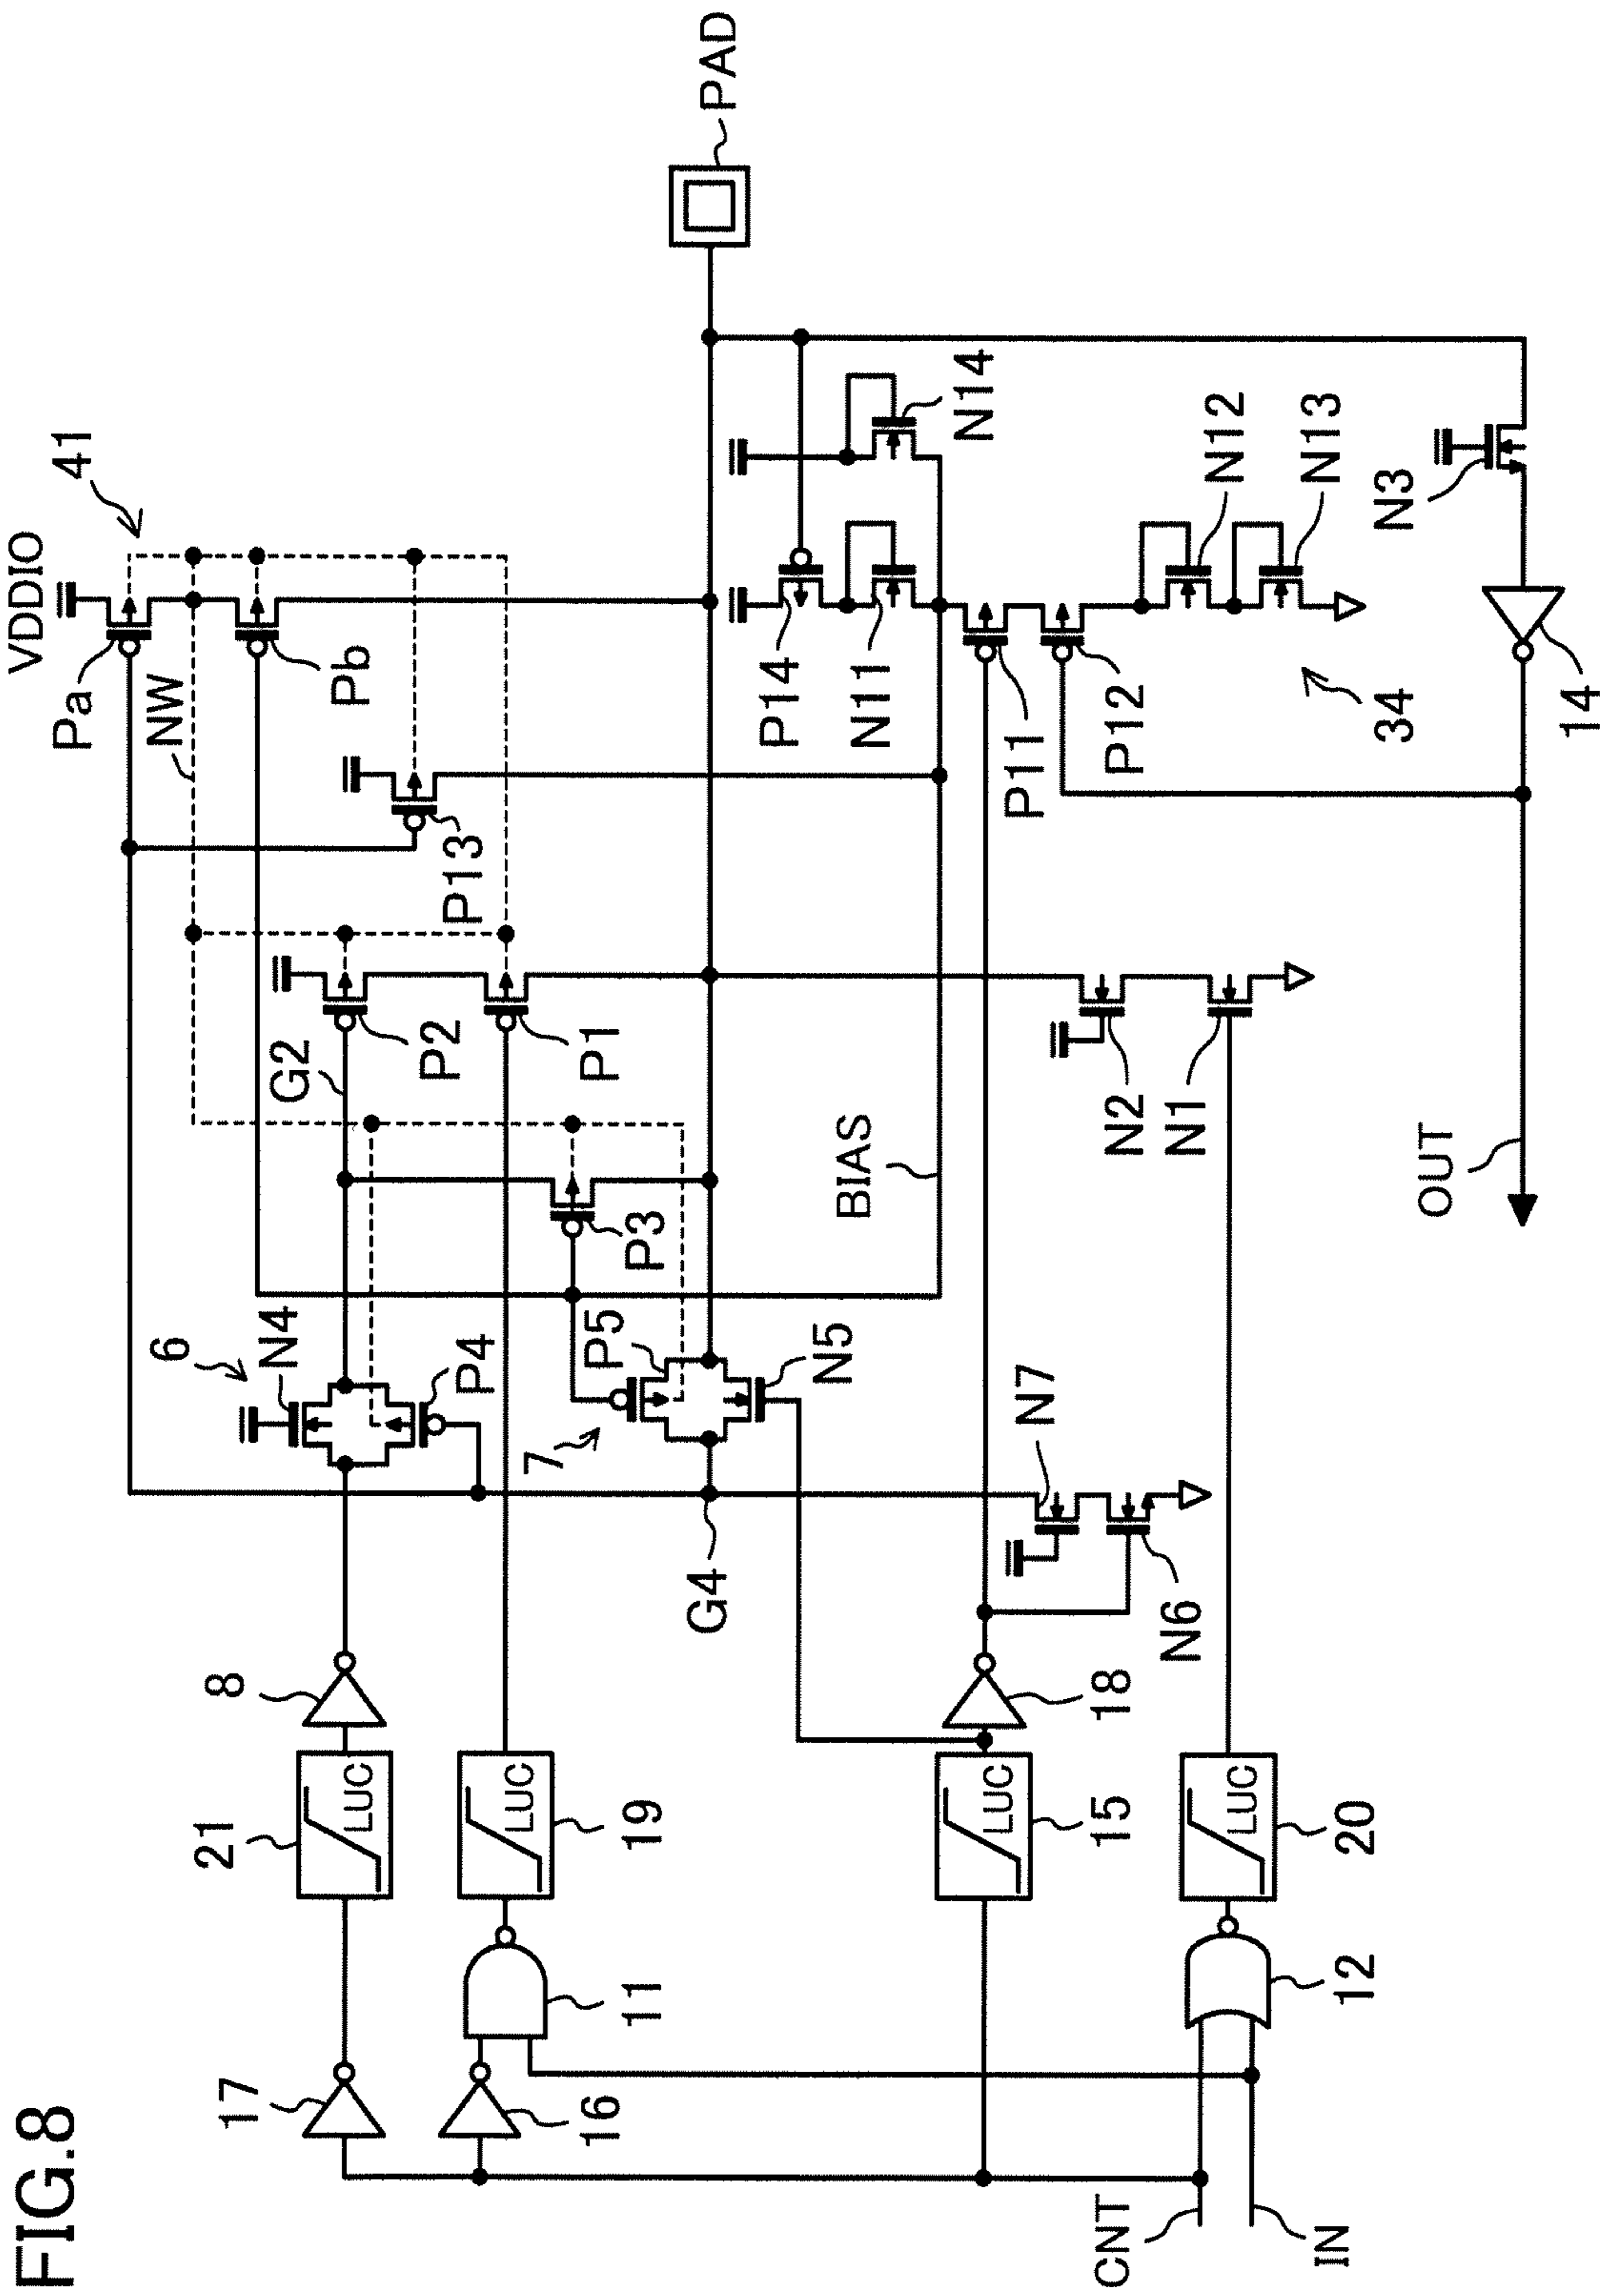 FIG.8
VDDIO
41
Pa
NW
Pb
PAD
P13
G2
P2
P1
P14
N11
N14
6
N4
P4
P3
P5
7
N5
G4
BIAS
P11
P12
N12
N13
34
N3
14
N2
N1
OUT
N7
N6
8
21
LUC
19
LUC
18
15
LUC
20
LUC
17
16
11
12
CNT
IN